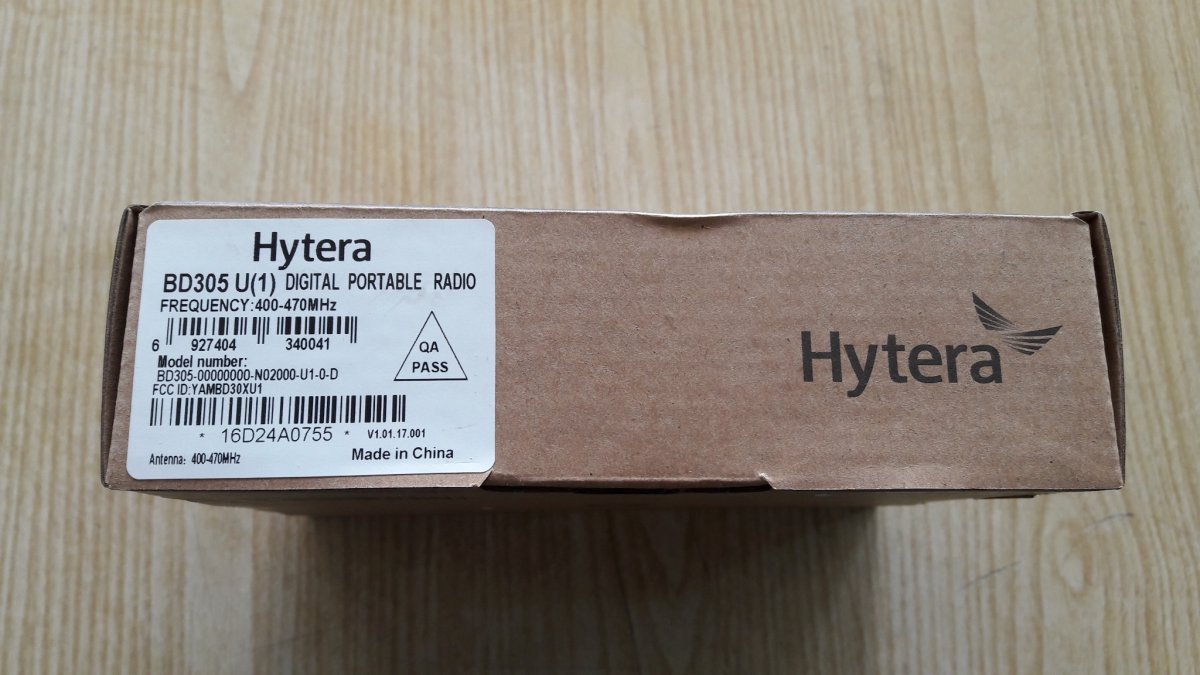 Hytera
BD305 U(1) DIGITAL PORTABLE RADIO
FREQUENCY:400-470MHz
6 927404 340041
QA
PASS
Model number:
BD305-00000000-N02000-U1-0-D
FCC ID:YAMBD30XU1
* 16D24A0755 * V1.01.17.001
Antenna: 400-470MHz Made in China
Hytera